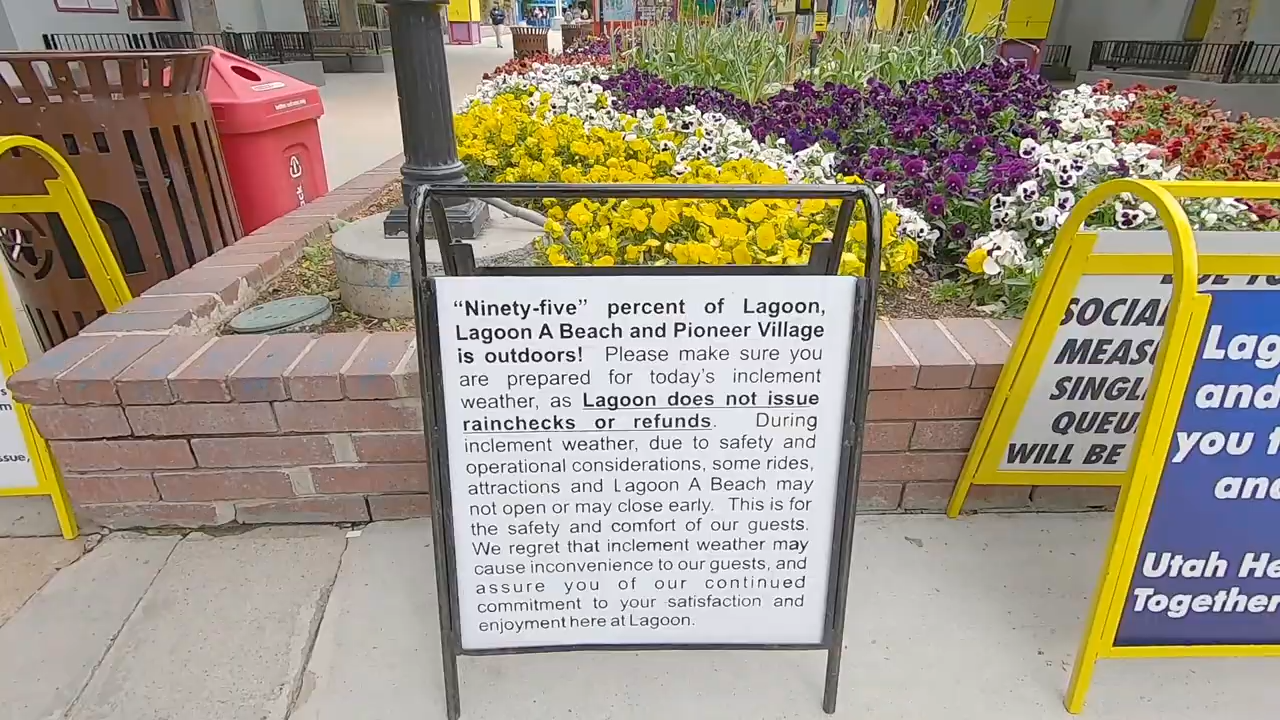 "Ninety-five" percent of Lagoon,
Lagoon A Beach and Pioneer Village
is outdoors! Please make sure you
are prepared for today's inclement
weather, as Lagoon does not issue
rainchecks or refunds. During
inclement weather, due to safety and
operational considerations, some rides,
attractions and Lagoon A Beach may
not open or may close early. This is for
the safety and comfort of our guests.
We regret that inclement weather may
cause inconvenience to our guests, and
assure you of our continued
commitment to your satisfaction and
enjoyment here at Lagoon.
SOCIAL
MEAS
SINGL
QUEU
WILL BE
Lag
and
you
and
Utah He
Together